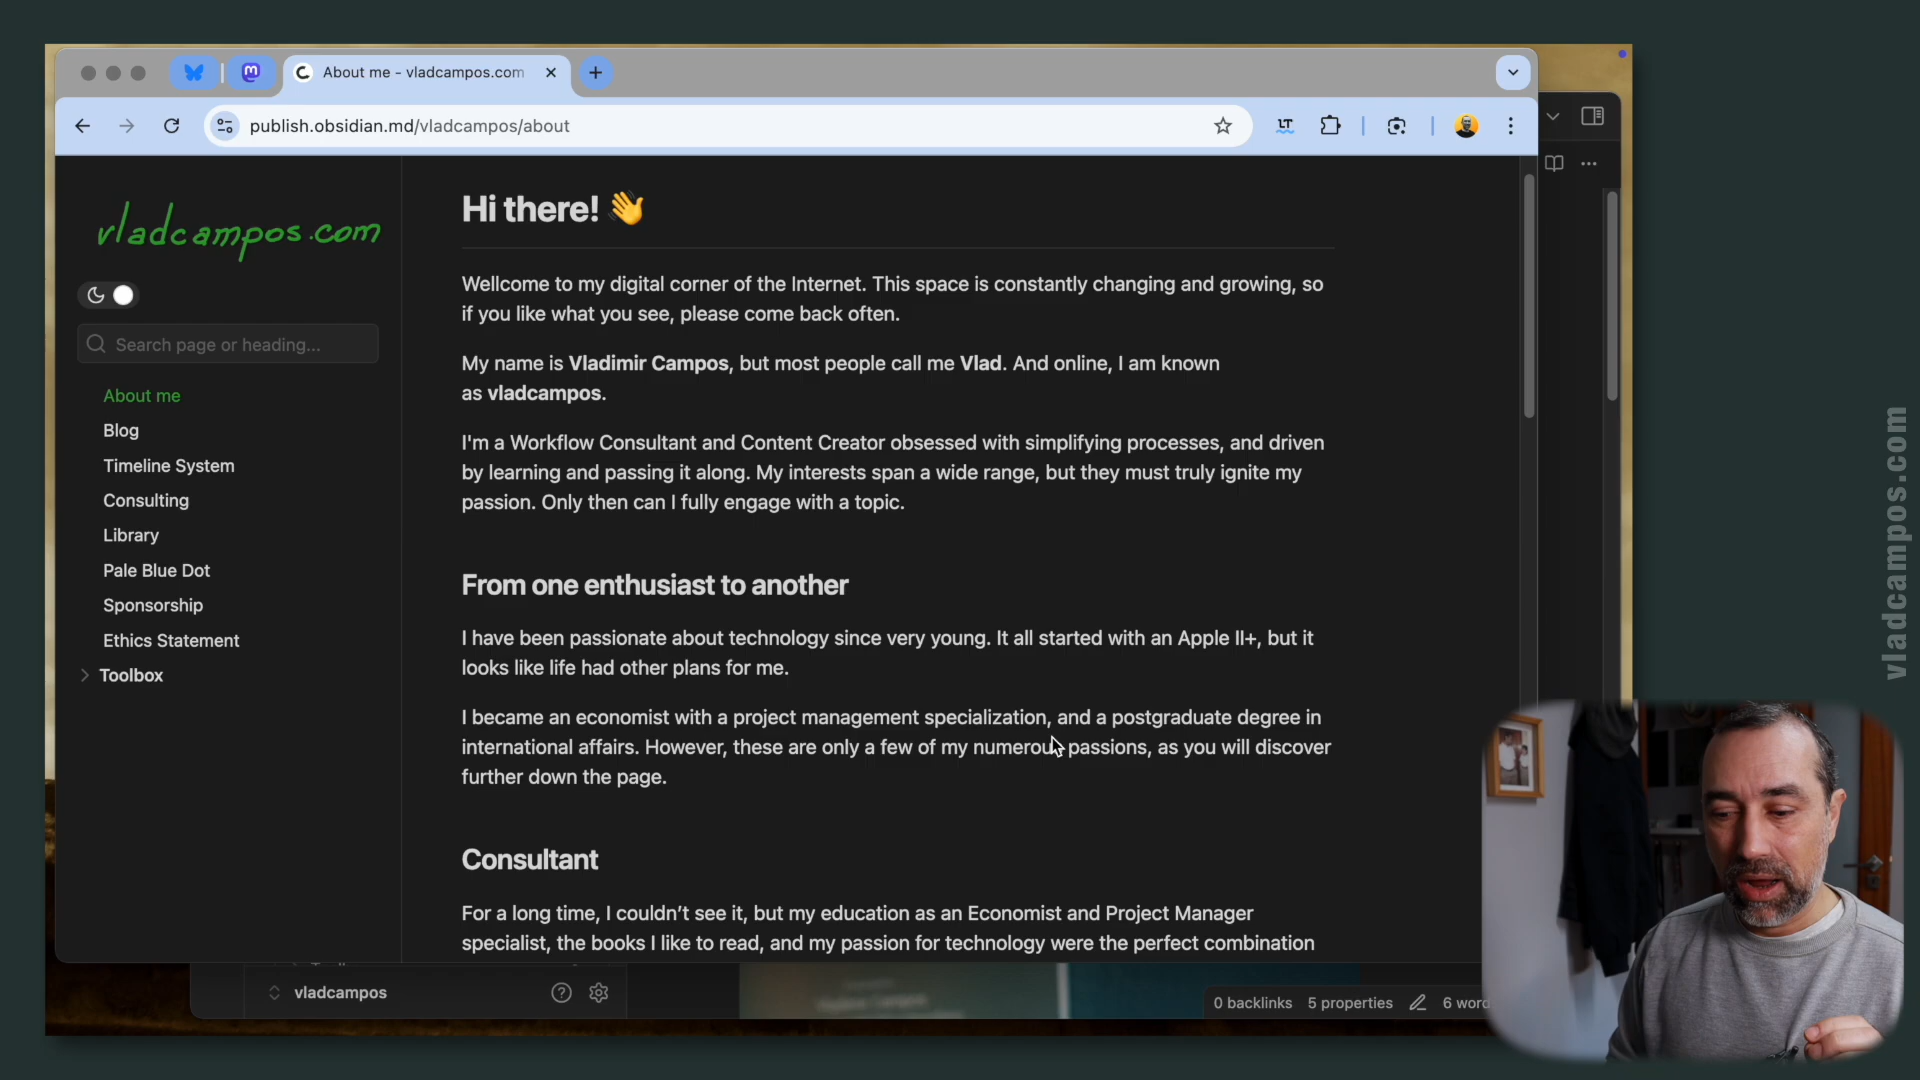 About me - vladcampos.com
publish.obsidian.md/vladcampos/about
LT
vladcampos.com
Search page or heading...
About me
Blog
Timeline System
Consulting
Library
Pale Blue Dot
Sponsorship
Ethics Statement
Toolbox
Hi there! 👋
Wellcome to my digital corner of the Internet. This space is constantly changing and growing, so
if you like what you see, please come back often.
My name is Vladimir Campos, but most people call me Vlad. And online, I am known
as vladcampos.
I'm a Workflow Consultant and Content Creator obsessed with simplifying processes, and driven
by learning and passing it along. My interests span a wide range, but they must truly ignite my
passion. Only then can I fully engage with a topic.
From one enthusiast to another
I have been passionate about technology since very young. It all started with an Apple II+, but it
looks like life had other plans for me.
I became an economist with a project management specialization, and a postgraduate degree in
international affairs. However, these are only a few of my numerous passions, as you will discover
further down the page.
Consultant
For a long time, I couldn't see it, but my education as an Economist and Project Manager
specialist, the books I like to read, and my passion for technology were the perfect combination
vladcampos
0 backlinks 5 properties 6 word
vladcampos.com